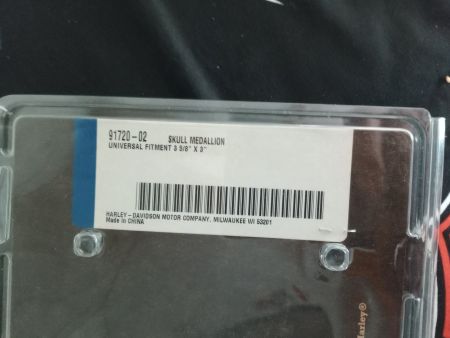 91720-02 SKULL MEDALLION
UNIVERSAL FITMENT 3 5/8" X 3"
HARLEY-DAVIDSON MOTOR COMPANY, MILWAUKEE WI 53201
Made in CHINA
Harley®